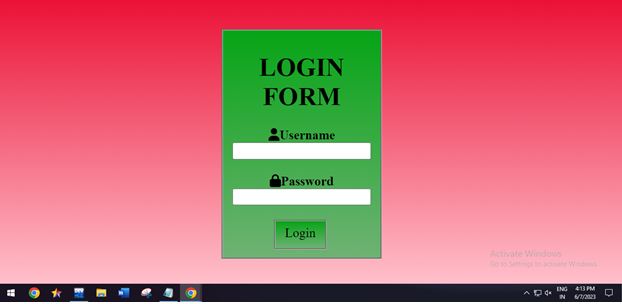 LOGIN
FORM
Username
Password
Login
Activate Windows
Go to Settings to activate Windows.
ENG
IN
4:13 PM
6/7/2023